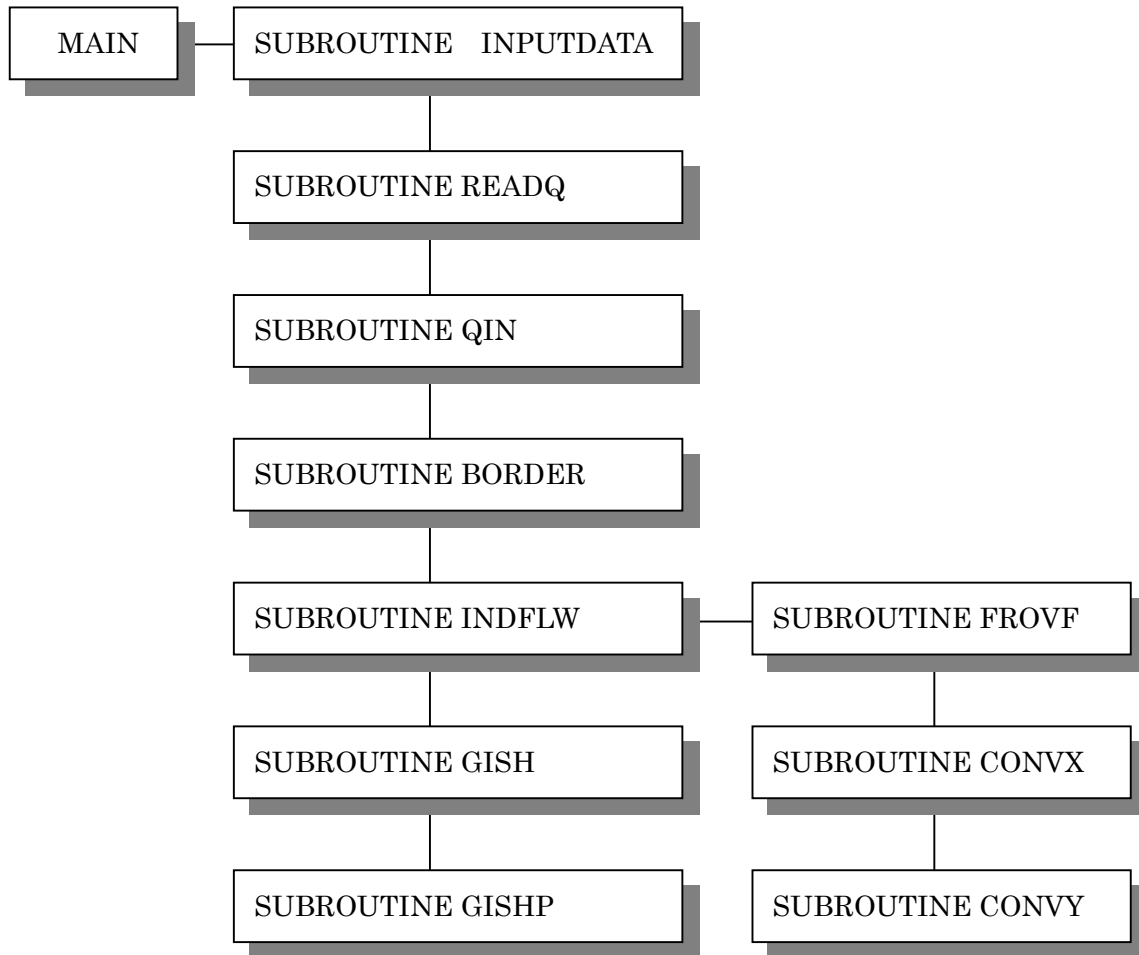 MAIN
SUBROUTINE INPUTDATA
SUBROUTINE READQ
SUBROUTINE QIN
SUBROUTINE BORDER
SUBROUTINE INDFLW
SUBROUTINE FROVF
SUBROUTINE GISH
SUBROUTINE CONVX
SUBROUTINE GISHP
SUBROUTINE CONVY